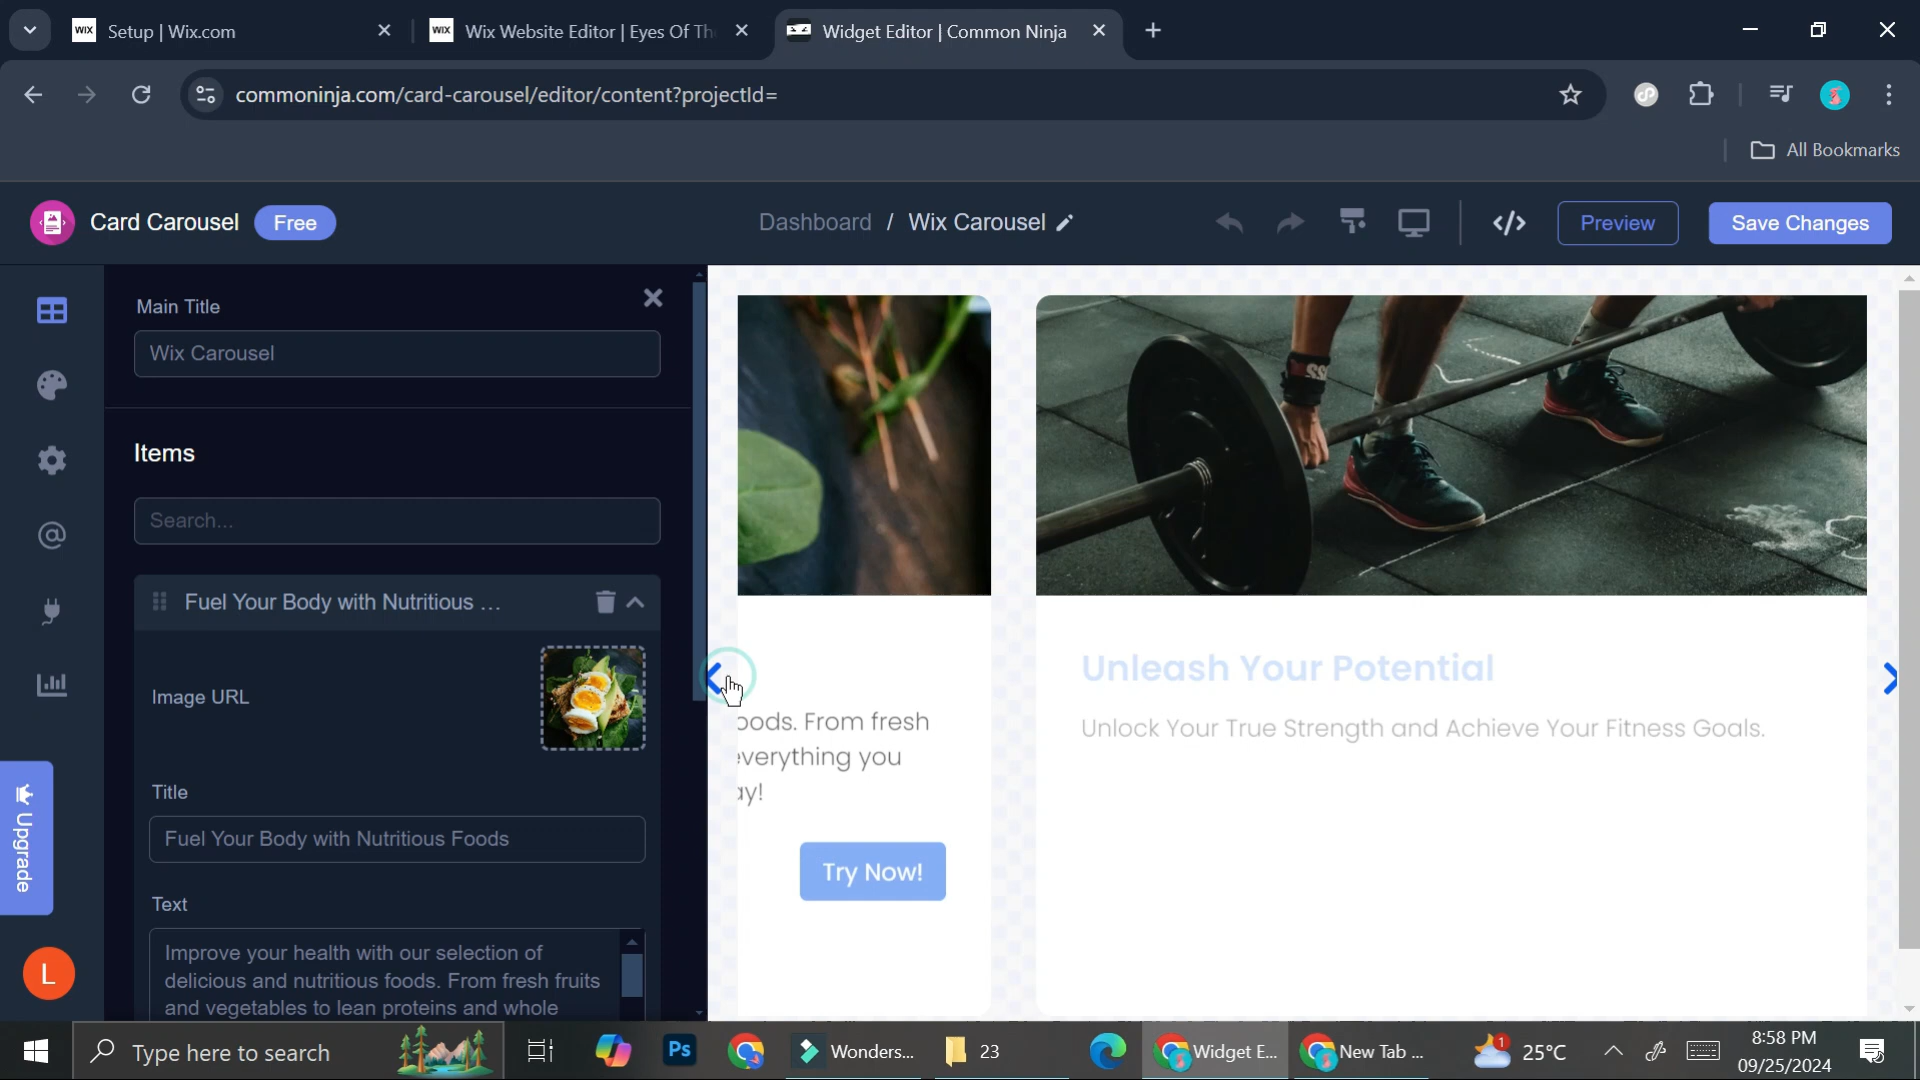 WiX Setup | Wix.com
WiX Wix Website Editor | Eyes Of Th
Widget Editor | Common Ninja
commoninja.com/card-carousel/editor/content?projectId=
All Bookmarks
Card Carousel Free
Dashboard / Wix Carousel
Preview
Save Changes
Main Title
Wix Carousel
Items
Search...
Fuel Your Body with Nutritious ...
Image URL
Title
Fuel Your Body with Nutritious Foods
Text
Improve your health with our selection of
delicious and nutritious foods. From fresh fruits
and vegetables to lean proteins and whole
Upgrade
L
oods. From fresh
everything you
ay!
Try Now!
Unleash Your Potential
Unlock Your True Strength and Achieve Your Fitness Goals.
Type here to search
Ps
Wonders...
23
Widget E...
New Tab ...
1
25°C
8:58 PM
09/25/2024